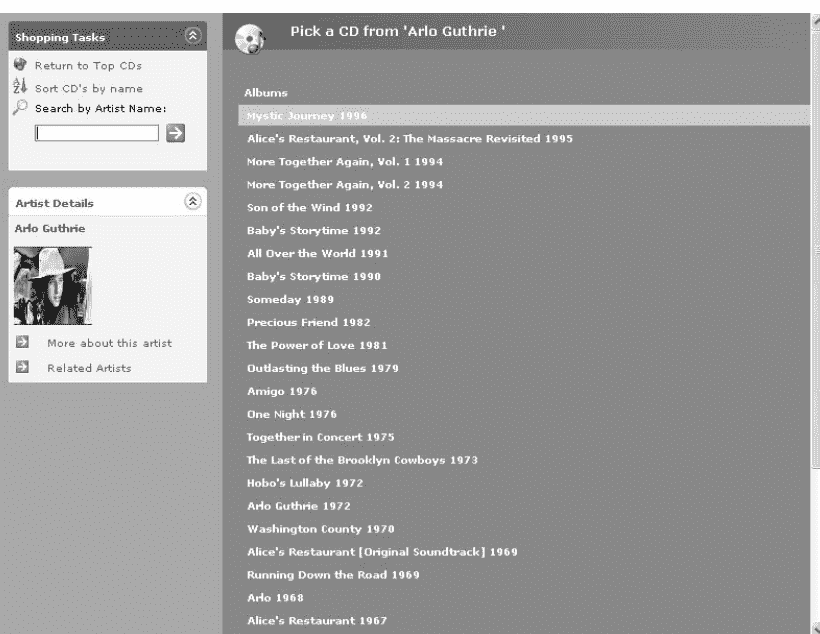 Shopping Tasks
Return to Top CDs
Sort CD's by name
Search by Artist Name:
Artist Details
Arlo Guthrie
More about this artist
Related Artists
Pick a CD from 'Arlo Guthrie '
Albums
Mystic Journey 1996
Alice's Restaurant, Vol. 2: The Massacre Revisited 1995
More Together Again, Vol. 1 1994
More Together Again, Vol. 2 1994
Son of the Wind 1992
Baby's Storytime 1992
All Over the World 1991
Baby's Storytime 1990
Someday 1989
Precious Friend 1982
The Power of Love 1981
Outlasting the Blues 1979
Amigo 1976
One Night 1976
Together in Concert 1975
The Last of the Brooklyn Cowboys 1973
Hobo's Lullaby 1972
Arlo Guthrie 1972
Washington County 1970
Alice's Restaurant [Original Soundtrack] 1969
Running Down the Road 1969
Arlo 1968
Alice's Restaurant 1967